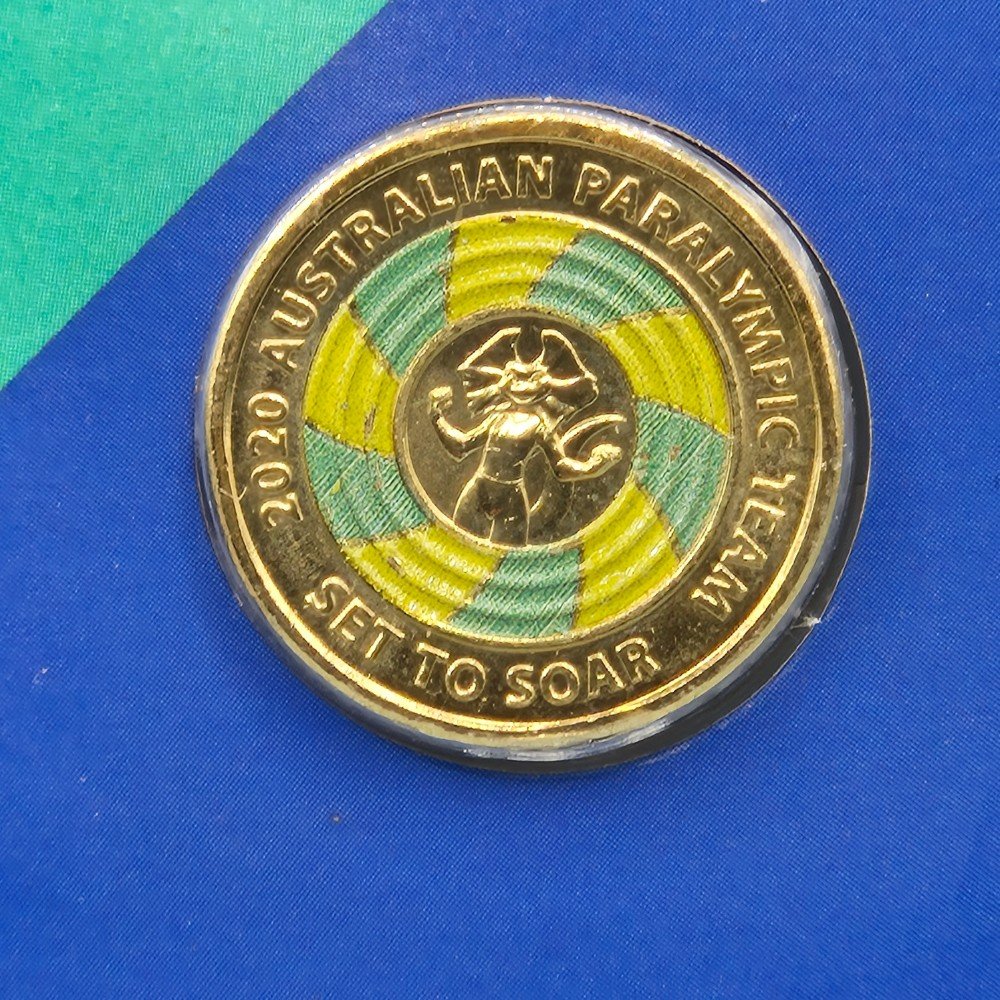 2020 AUSTRALIAN PARALYMPIC TEAM
SET TO SOAR